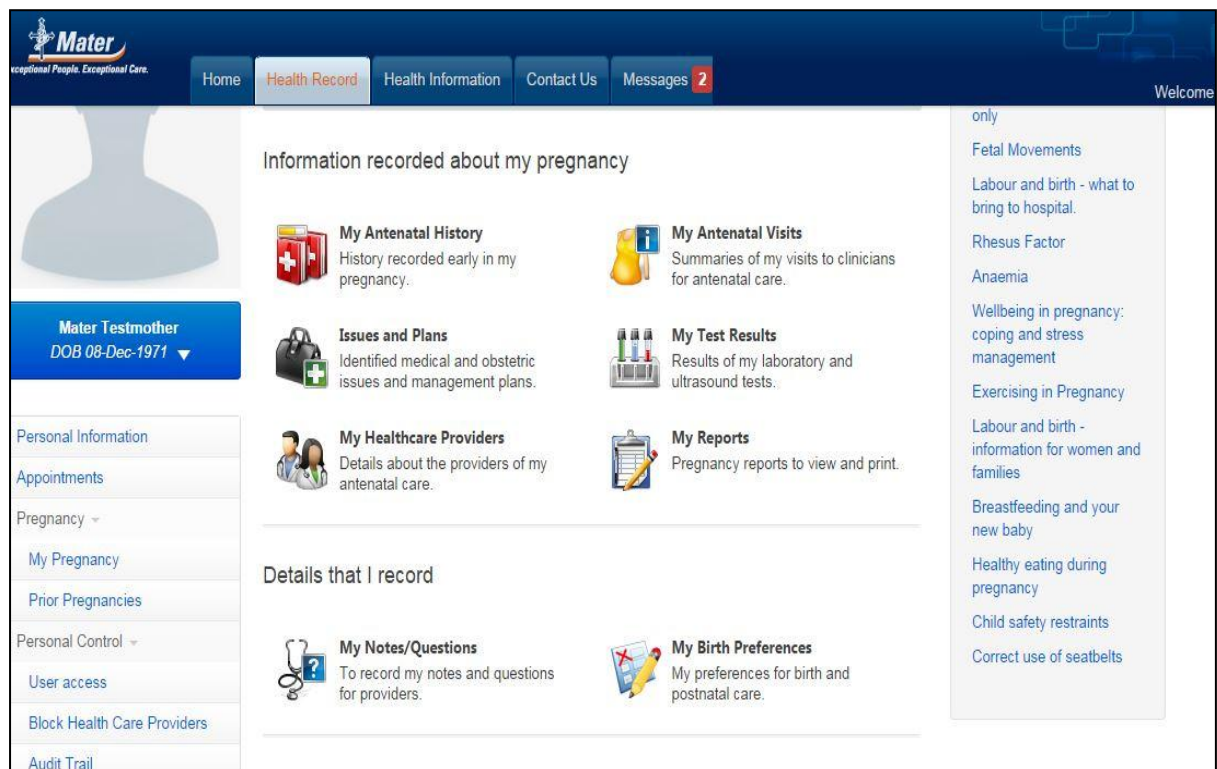 Mater
xceptional People. Exceptional Care.
Home
Health Record
Health Information
Contact Us
Messages 2
Welcome
Mater Testmother
DOB 08-Dec-1971
Personal Information
Appointments
Pregnancy
My Pregnancy
Prior Pregnancies
Personal Control
User access
Block Health Care Providers
Audit Trail
Information recorded about my pregnancy
My Antenatal History
History recorded early in my
pregnancy.
My Antenatal Visits
Summaries of my visits to clinicians
for antenatal care.
Issues and Plans
Identified medical and obstetric
issues and management plans.
My Test Results
Results of my laboratory and
ultrasound tests.
My Healthcare Providers
Details about the providers of my
antenatal care.
My Reports
Pregnancy reports to view and print.
Details that I record
My Notes/Questions
To record my notes and questions
for providers.
My Birth Preferences
My preferences for birth and
postnatal care.
only
Fetal Movements
Labour and birth - what to
bring to hospital.
Rhesus Factor
Anaemia
Wellbeing in pregnancy:
coping and stress
management
Exercising in Pregnancy
Labour and birth -
information for women and
families
Breastfeeding and your
new baby
Healthy eating during
pregnancy
Child safety restraints
Correct use of seatbelts